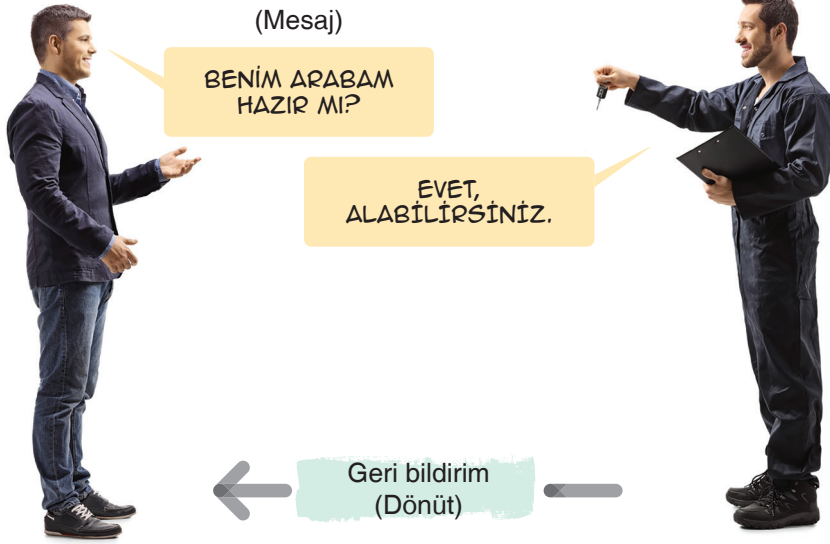 (Mesaj)
BENİM ARABAM
HAZIR MI?
EVET,
ALABİLİRSİNİZ.
Geri bildirim
(Dönüt)